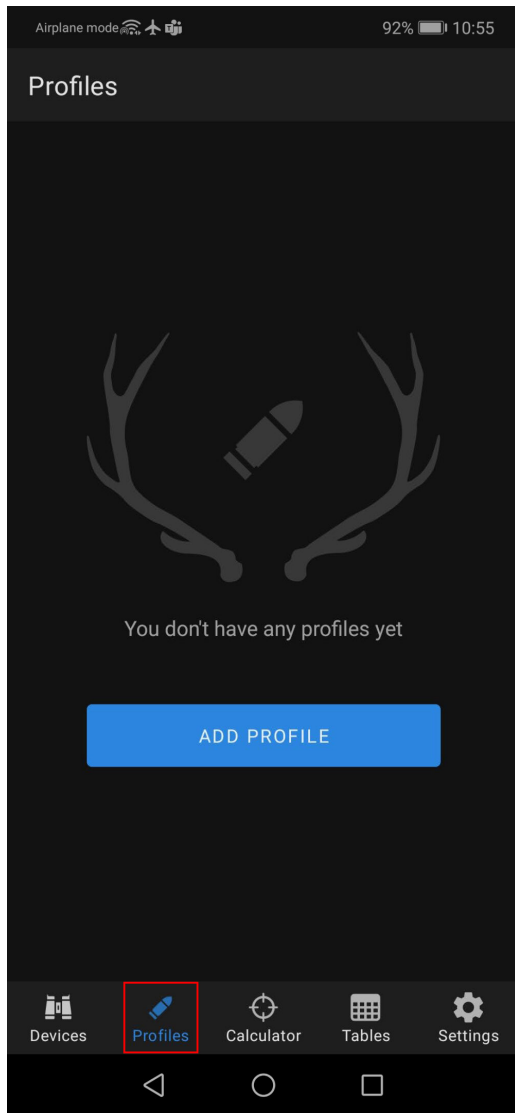 Airplane mode 92% 10:55
Profiles
You don't have any profiles yet
ADD PROFILE
Devices Profiles Calculator Tables Settings